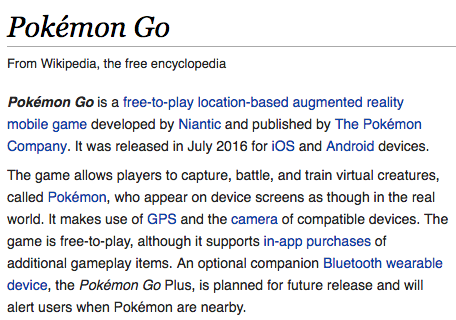 Pokémon Go
From Wikipedia, the free encyclopedia
Pokémon Go is a free-to-play location-based augmented reality
mobile game developed by Niantic and published by The Pokémon
Company. It was released in July 2016 for iOS and Android devices.
The game allows players to capture, battle, and train virtual creatures,
called Pokémon, who appear on device screens as though in the real
world. It makes use of GPS and the camera of compatible devices. The
game is free-to-play, although it supports in-app purchases of
additional gameplay items. An optional companion Bluetooth wearable
device, the Pokémon Go Plus, is planned for future release and will
alert users when Pokémon are nearby.